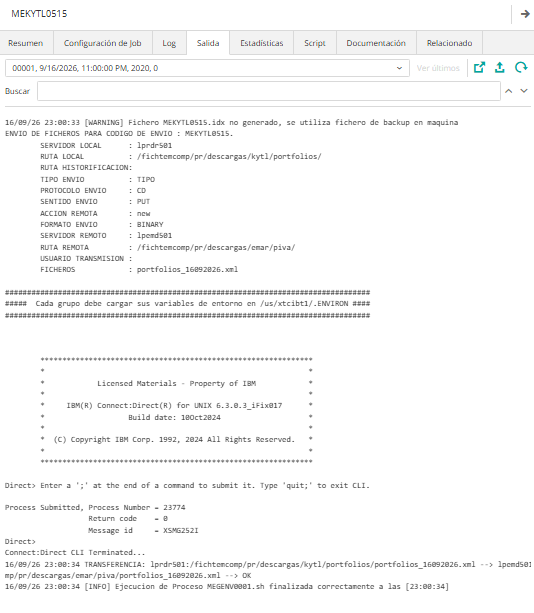 MEKYTL0515
Resumen Configuración de Job Log Salida Estadísticas Script Documentación Relacionado
00001, 9/16/2026, 11:00:00 PM, 2020, 0 Ver últimos
Buscar
16/09/26 23:00:33 [WARNING] Fichero MEKYTL0515.idx no generado, se utiliza fichero de backup en maquina
ENVIO DE FICHEROS PARA CODIGO DE ENVIO : MEKYTL0515.
SERVIDOR LOCAL : lprdr501
RUTA LOCAL : /fichtemcomp/pr/descargas/kytl/portfolios/
RUTA HISTORIFICACION:
TIPO ENVIO : TIPO
PROTOCOLO ENVIO : CD
SENTIDO ENVIO : PUT
ACCION REMOTA : new
FORMATO ENVIO : BINARY
SERVIDOR REMOTO : lpemd501
RUTA REMOTA : /fichtemcomp/pr/descargas/emar/piva/
USUARIO TRANSMISION :
FICHEROS : portfolios_16092026.xml
###################################################################################
##### Cada grupo debe cargar sus variables de entorno en /us/xtcibt1/.ENVIRON ####
###################################################################################
**************************************************************
* *
* Licensed Materials - Property of IBM *
* *
* IBM(R) Connect:Direct(R) for UNIX 6.3.0.3_iFix017 *
* Build date: 10Oct2024 *
* *
* (C) Copyright IBM Corp. 1992, 2024 All Rights Reserved. *
* *
**************************************************************
Direct> Enter a ';' at the end of a command to submit it. Type 'quit;' to exit CLI.
Process Submitted, Process Number = 23774
Return code = 0
Message id = XSMG252I
Direct>
Connect:Direct CLI Terminated...
16/09/26 23:00:34 TRANSFERENCIA: lprdr501:/fichtemcomp/pr/descargas/kytl/portfolios/portfolios_16092026.xml --> lpemd501
mp/pr/descargas/emar/piva/portfolios_16092026.xml --> OK
16/09/26 23:00:34 [INFO] Ejecucion de Proceso MEGENV0001.sh finalizada correctamente a las [23:00:34]